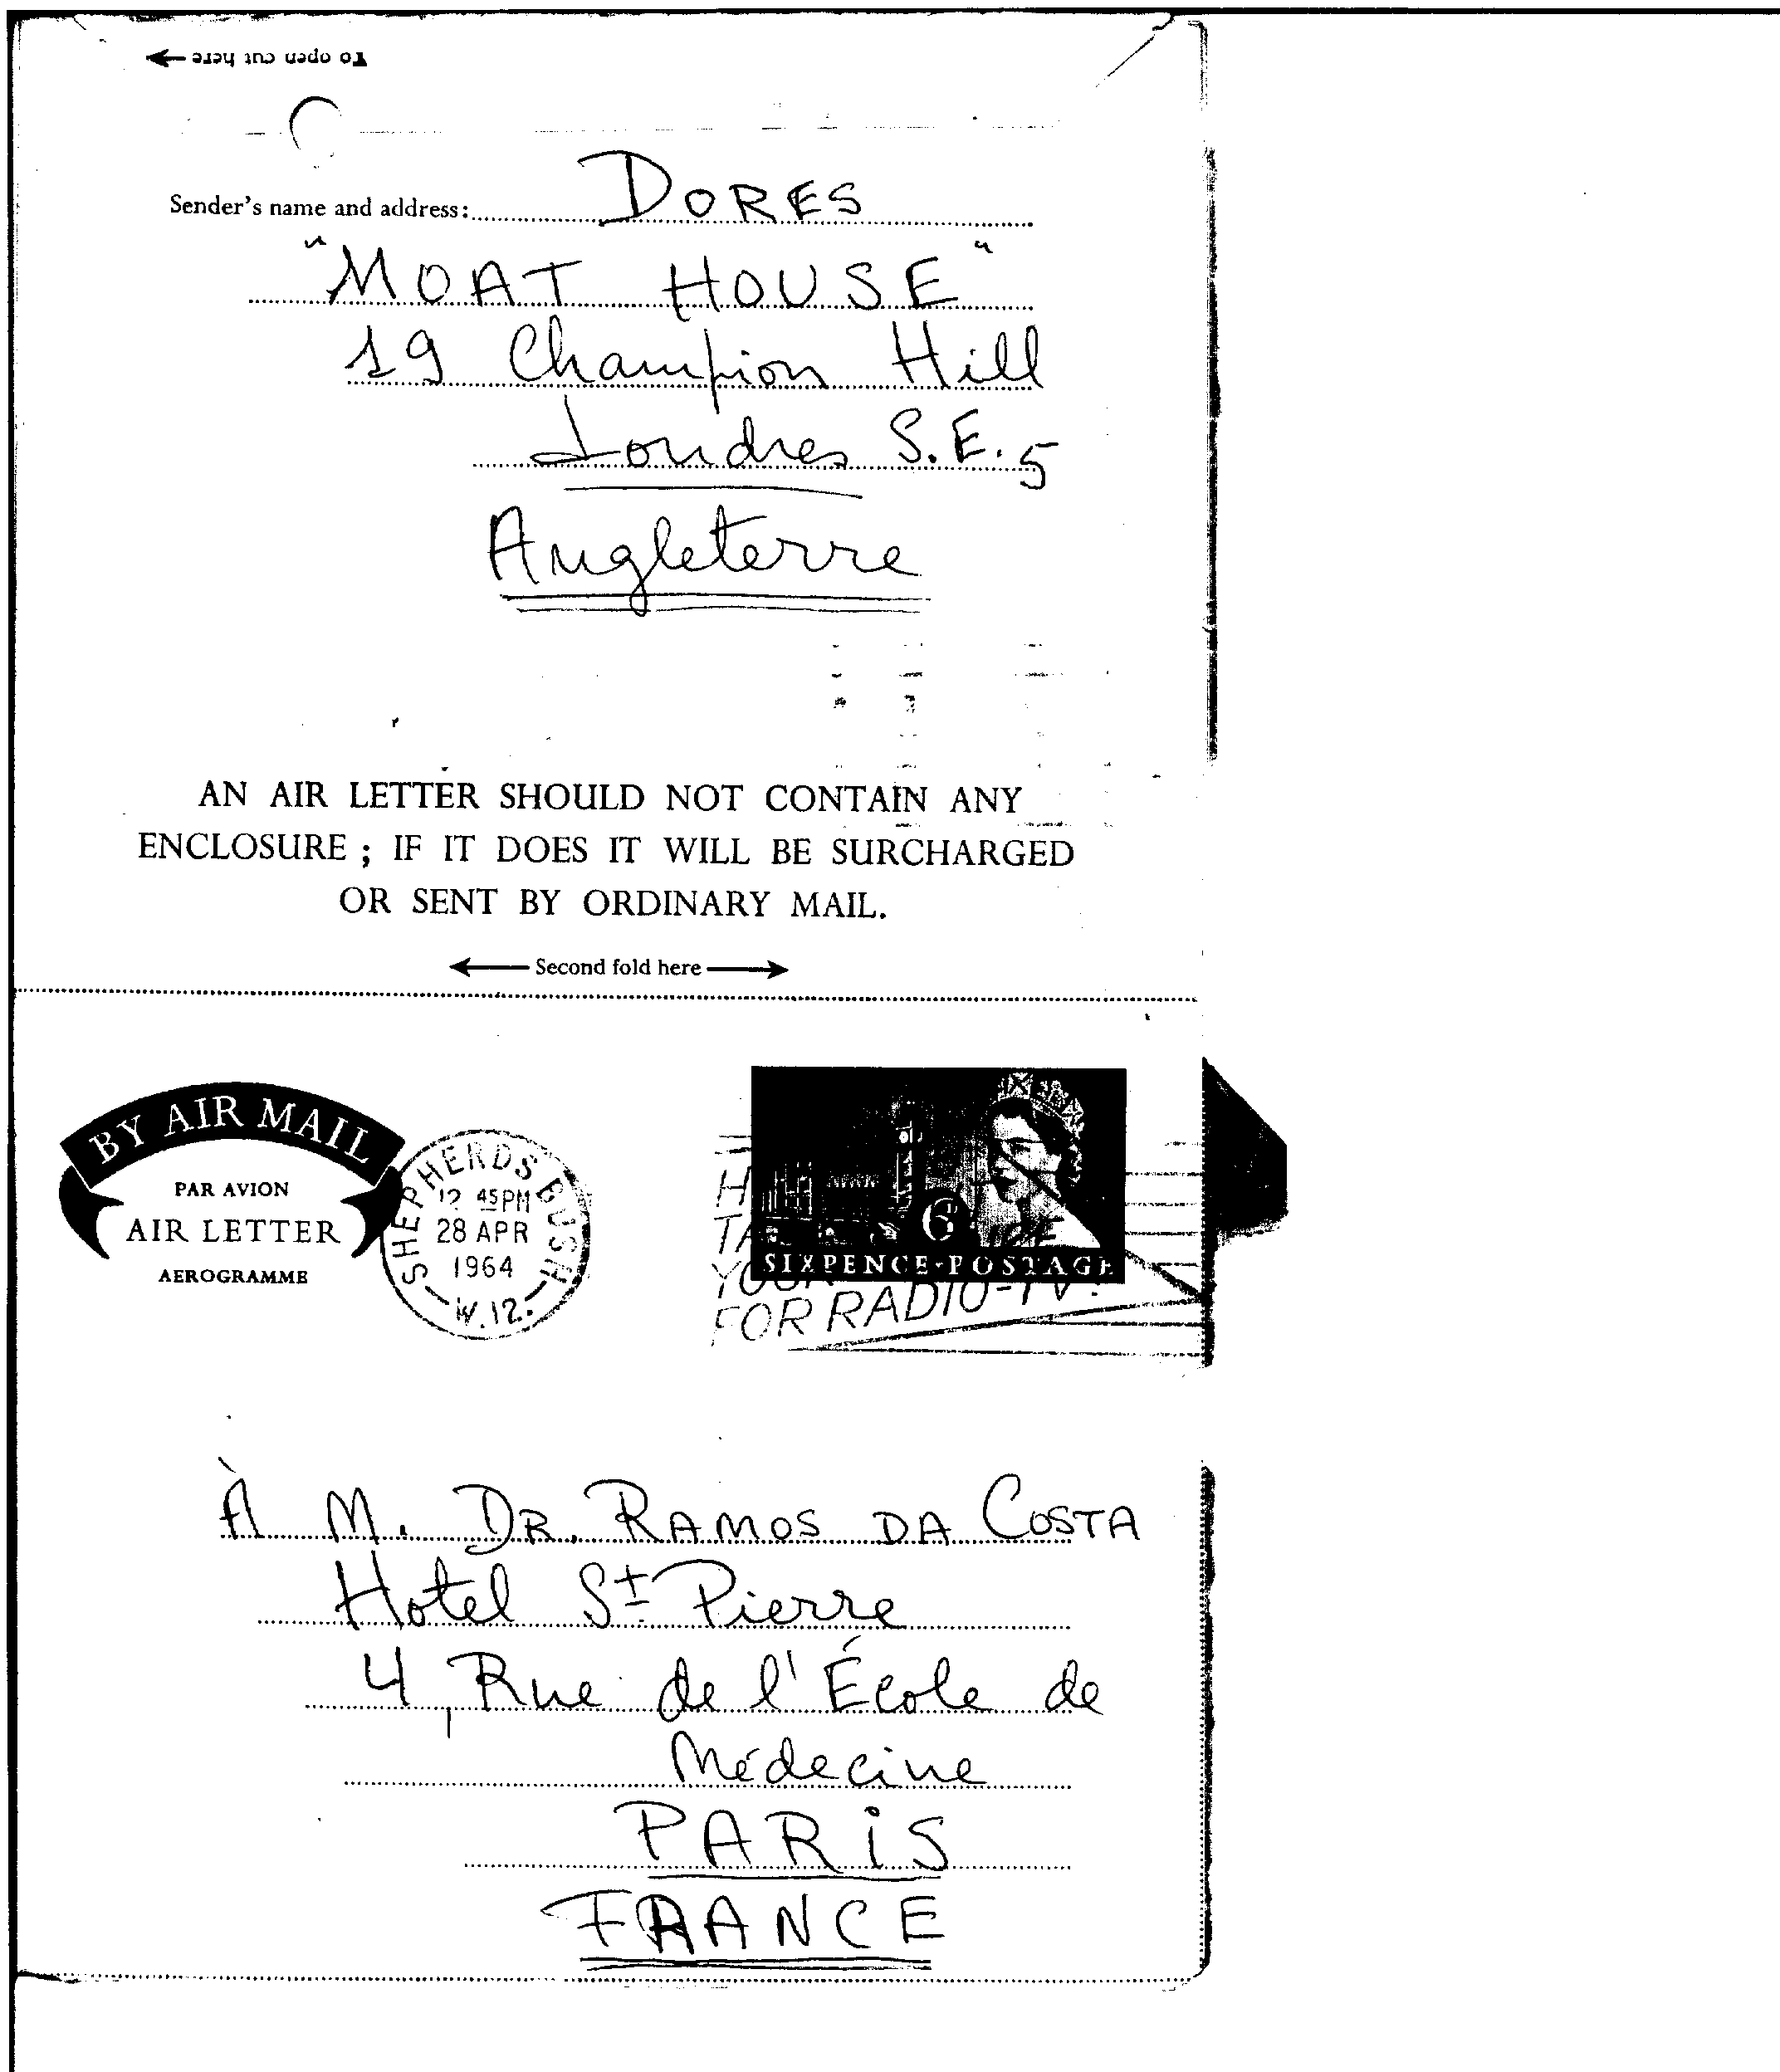 To open cut here
Sender's name and address: DORES
"MOAT HOUSE"
19 Champion Hill
Londres S.E.5
Angleterre
AN AIR LETTER SHOULD NOT CONTAIN ANY
ENCLOSURE ; IF IT DOES IT WILL BE SURCHARGED
OR SENT BY ORDINARY MAIL.
Second fold here
BY AIR MAIL
PAR AVION
AIR LETTER
AEROGRAMME
SHEPHERDS BUSH
12 45 PM
28 APR
1964
W.12.
6D
SIXPENCE·POSTAGE
FOR RADIO-TV
À M. DR. RAMOS DA COSTA
Hotel St Pierre
4, Rue de l'École de
Médecine
PARIS
FRANCE